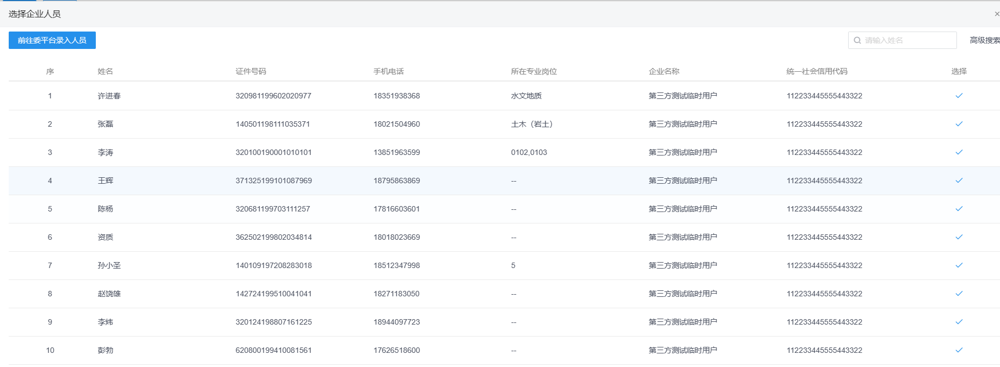 选择企业人员 ×
前往委平台录入人员 请输入姓名 高级搜索
序 姓名 证件号码 手机电话 所在专业岗位 企业名称 统一社会信用代码 选择
1 许进春 320981199602020977 18351938368 水文地质 第三方测试临时用户 112233445555443322
2 张磊 140501198111035371 18021504960 土木（岩土） 第三方测试临时用户 112233445555443322
3 李涛 320100190001010101 13851963599 0102,0103 第三方测试临时用户 112233445555443322
4 王辉 371325199101087969 18795863869 -- 第三方测试临时用户 112233445555443322
5 陈杨 320681199703111257 17816603601 -- 第三方测试临时用户 112233445555443322
6 资质 362502199802034814 18018023669 -- 第三方测试临时用户 112233445555443322
7 孙小圣 140109197208283018 18512347998 5 第三方测试临时用户 112233445555443322
8 赵饶雄 142724199510041041 18271183050 -- 第三方测试临时用户 112233445555443322
9 李炜 320124198807161225 18944097723 -- 第三方测试临时用户 112233445555443322
10 彭勃 620800199410081561 17626518600 -- 第三方测试临时用户 112233445555443322